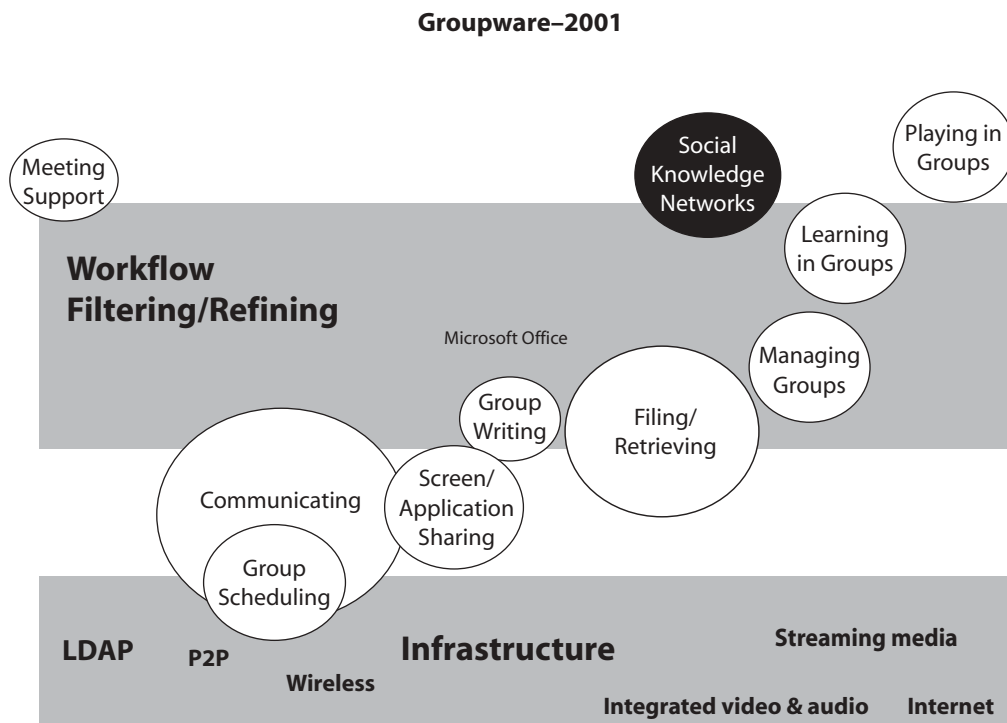 Groupware–2001
Meeting
Support
Social
Knowledge
Networks
Playing in
Groups
Learning
in Groups
Workflow
Filtering/Refining
Microsoft Office
Managing
Groups
Group
Writing
Filing/
Retrieving
Communicating
Screen/
Application
Sharing
Group
Scheduling
LDAP
P2P
Wireless
Infrastructure
Streaming media
Integrated video & audio
Internet